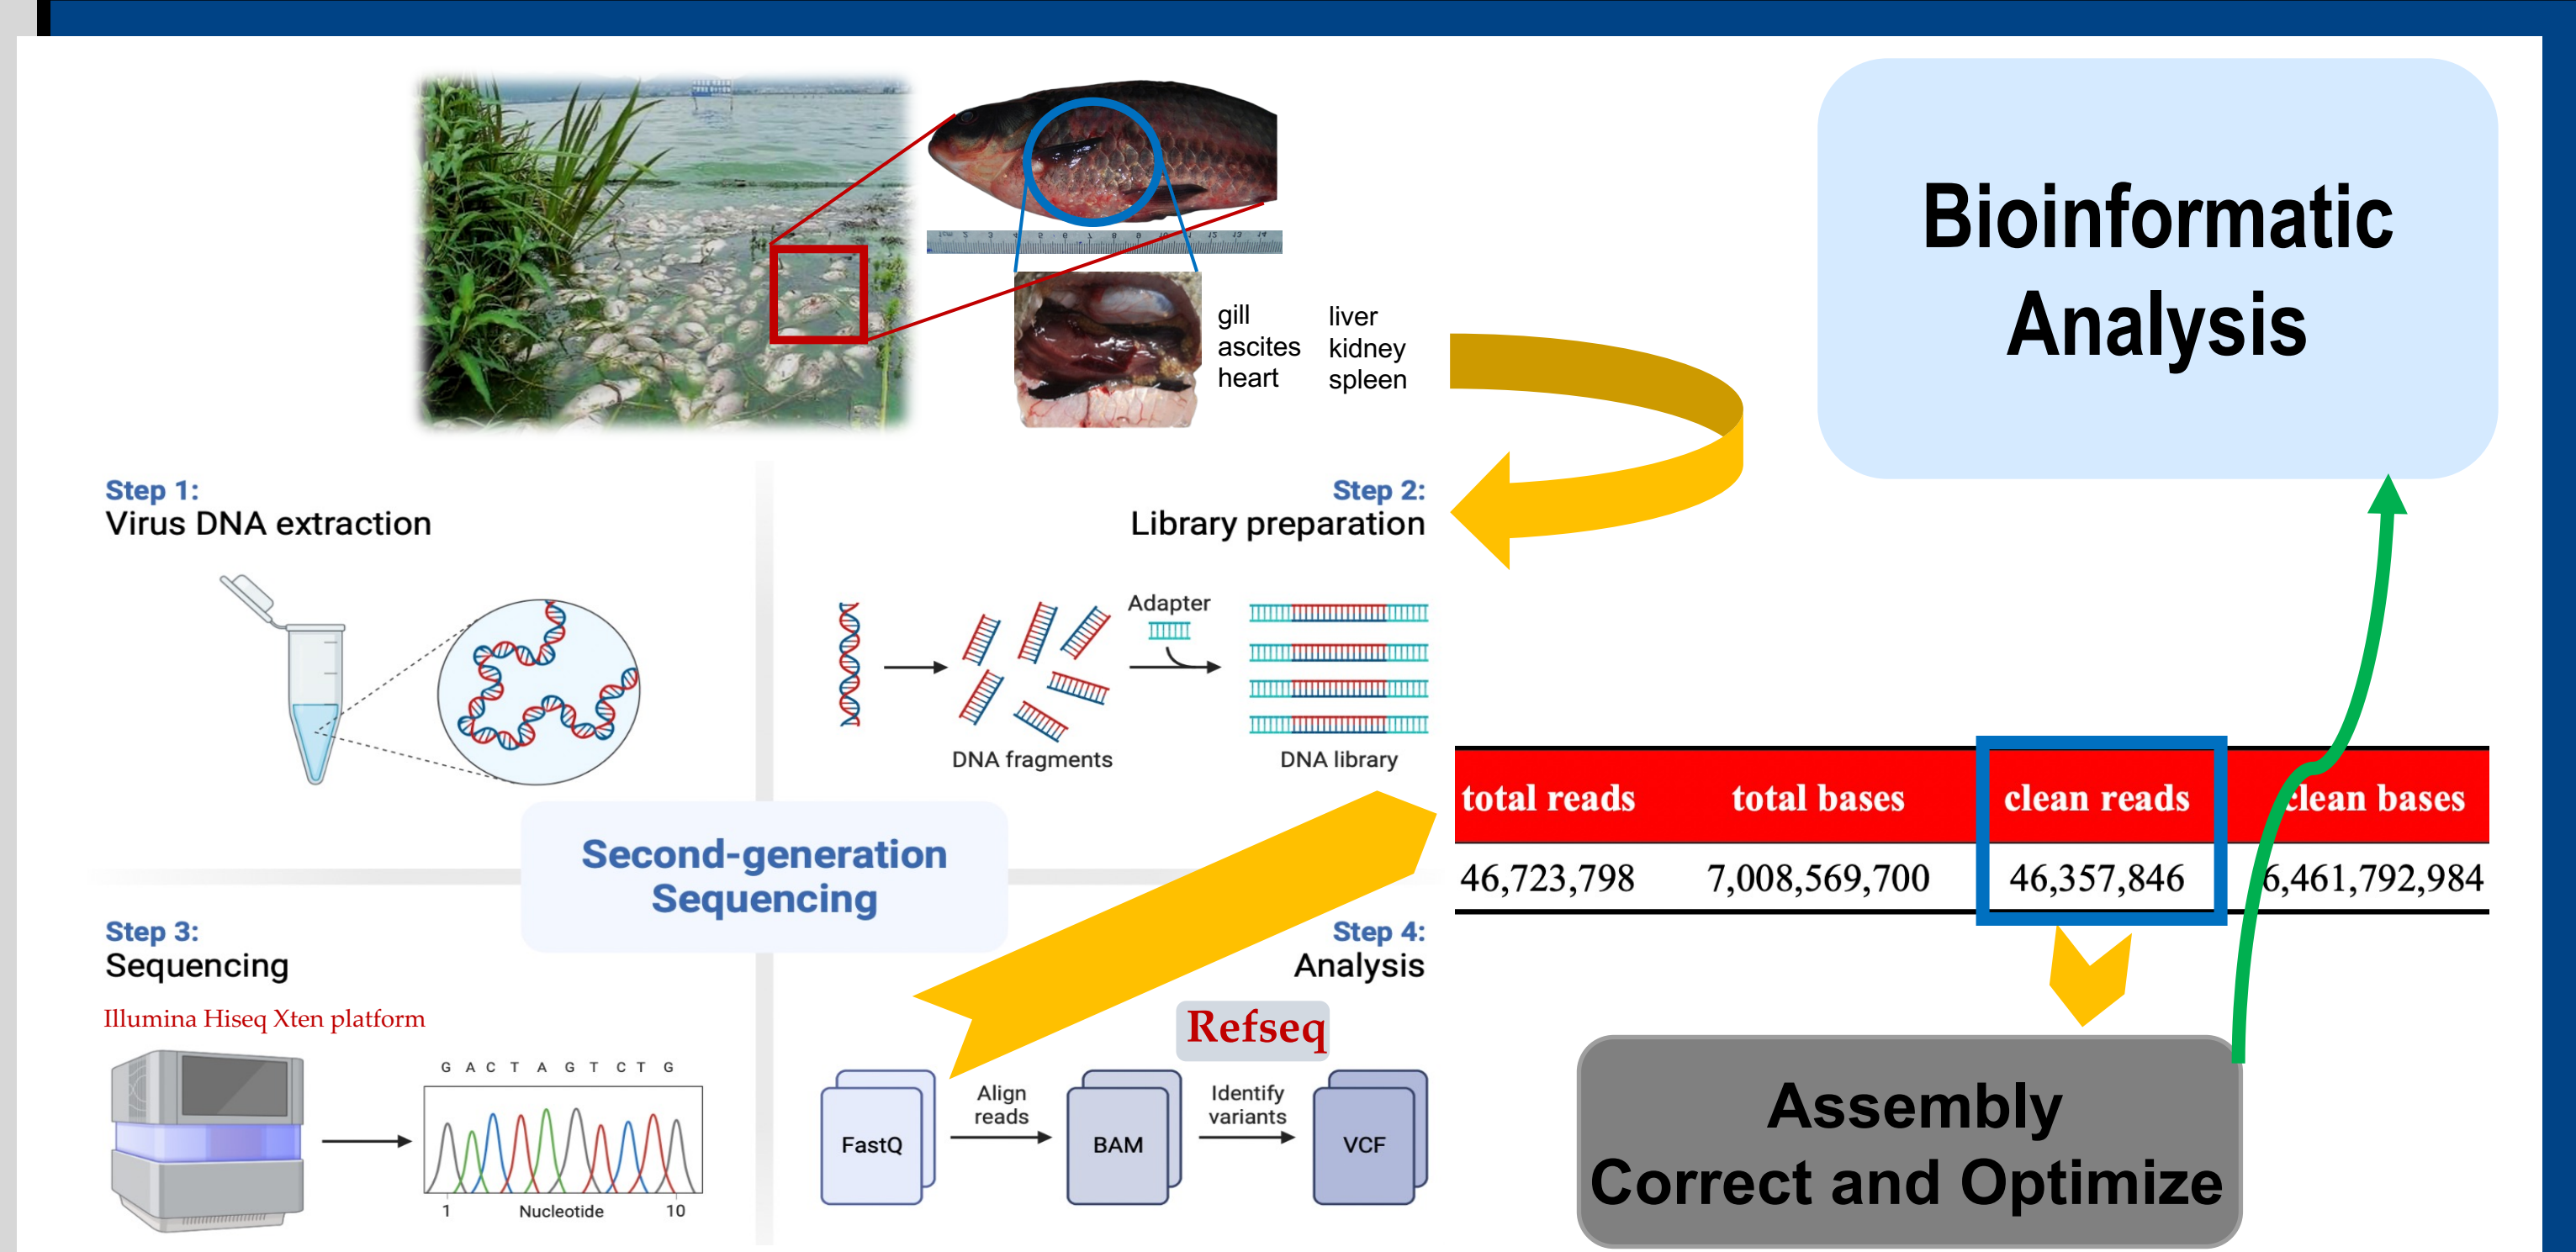 gill
ascites
heart
liver
kidney
spleen
Bioinformatic
Analysis
Step 1:
Virus DNA extraction
Step 2:
Library preparation
Adapter
DNA fragments
DNA library
Second-generation
Sequencing
Step 3:
Sequencing
Illumina Hiseq Xten platform
G A C T A G T C T G
1 Nucleotide 10
Step 4:
Analysis
Refseq
FastQ
Align
reads
BAM
Identify
variants
VCF
total reads total bases clean reads clean bases
46,723,798 7,008,569,700 46,357,846 6,461,792,984
Assembly
Correct and Optimize